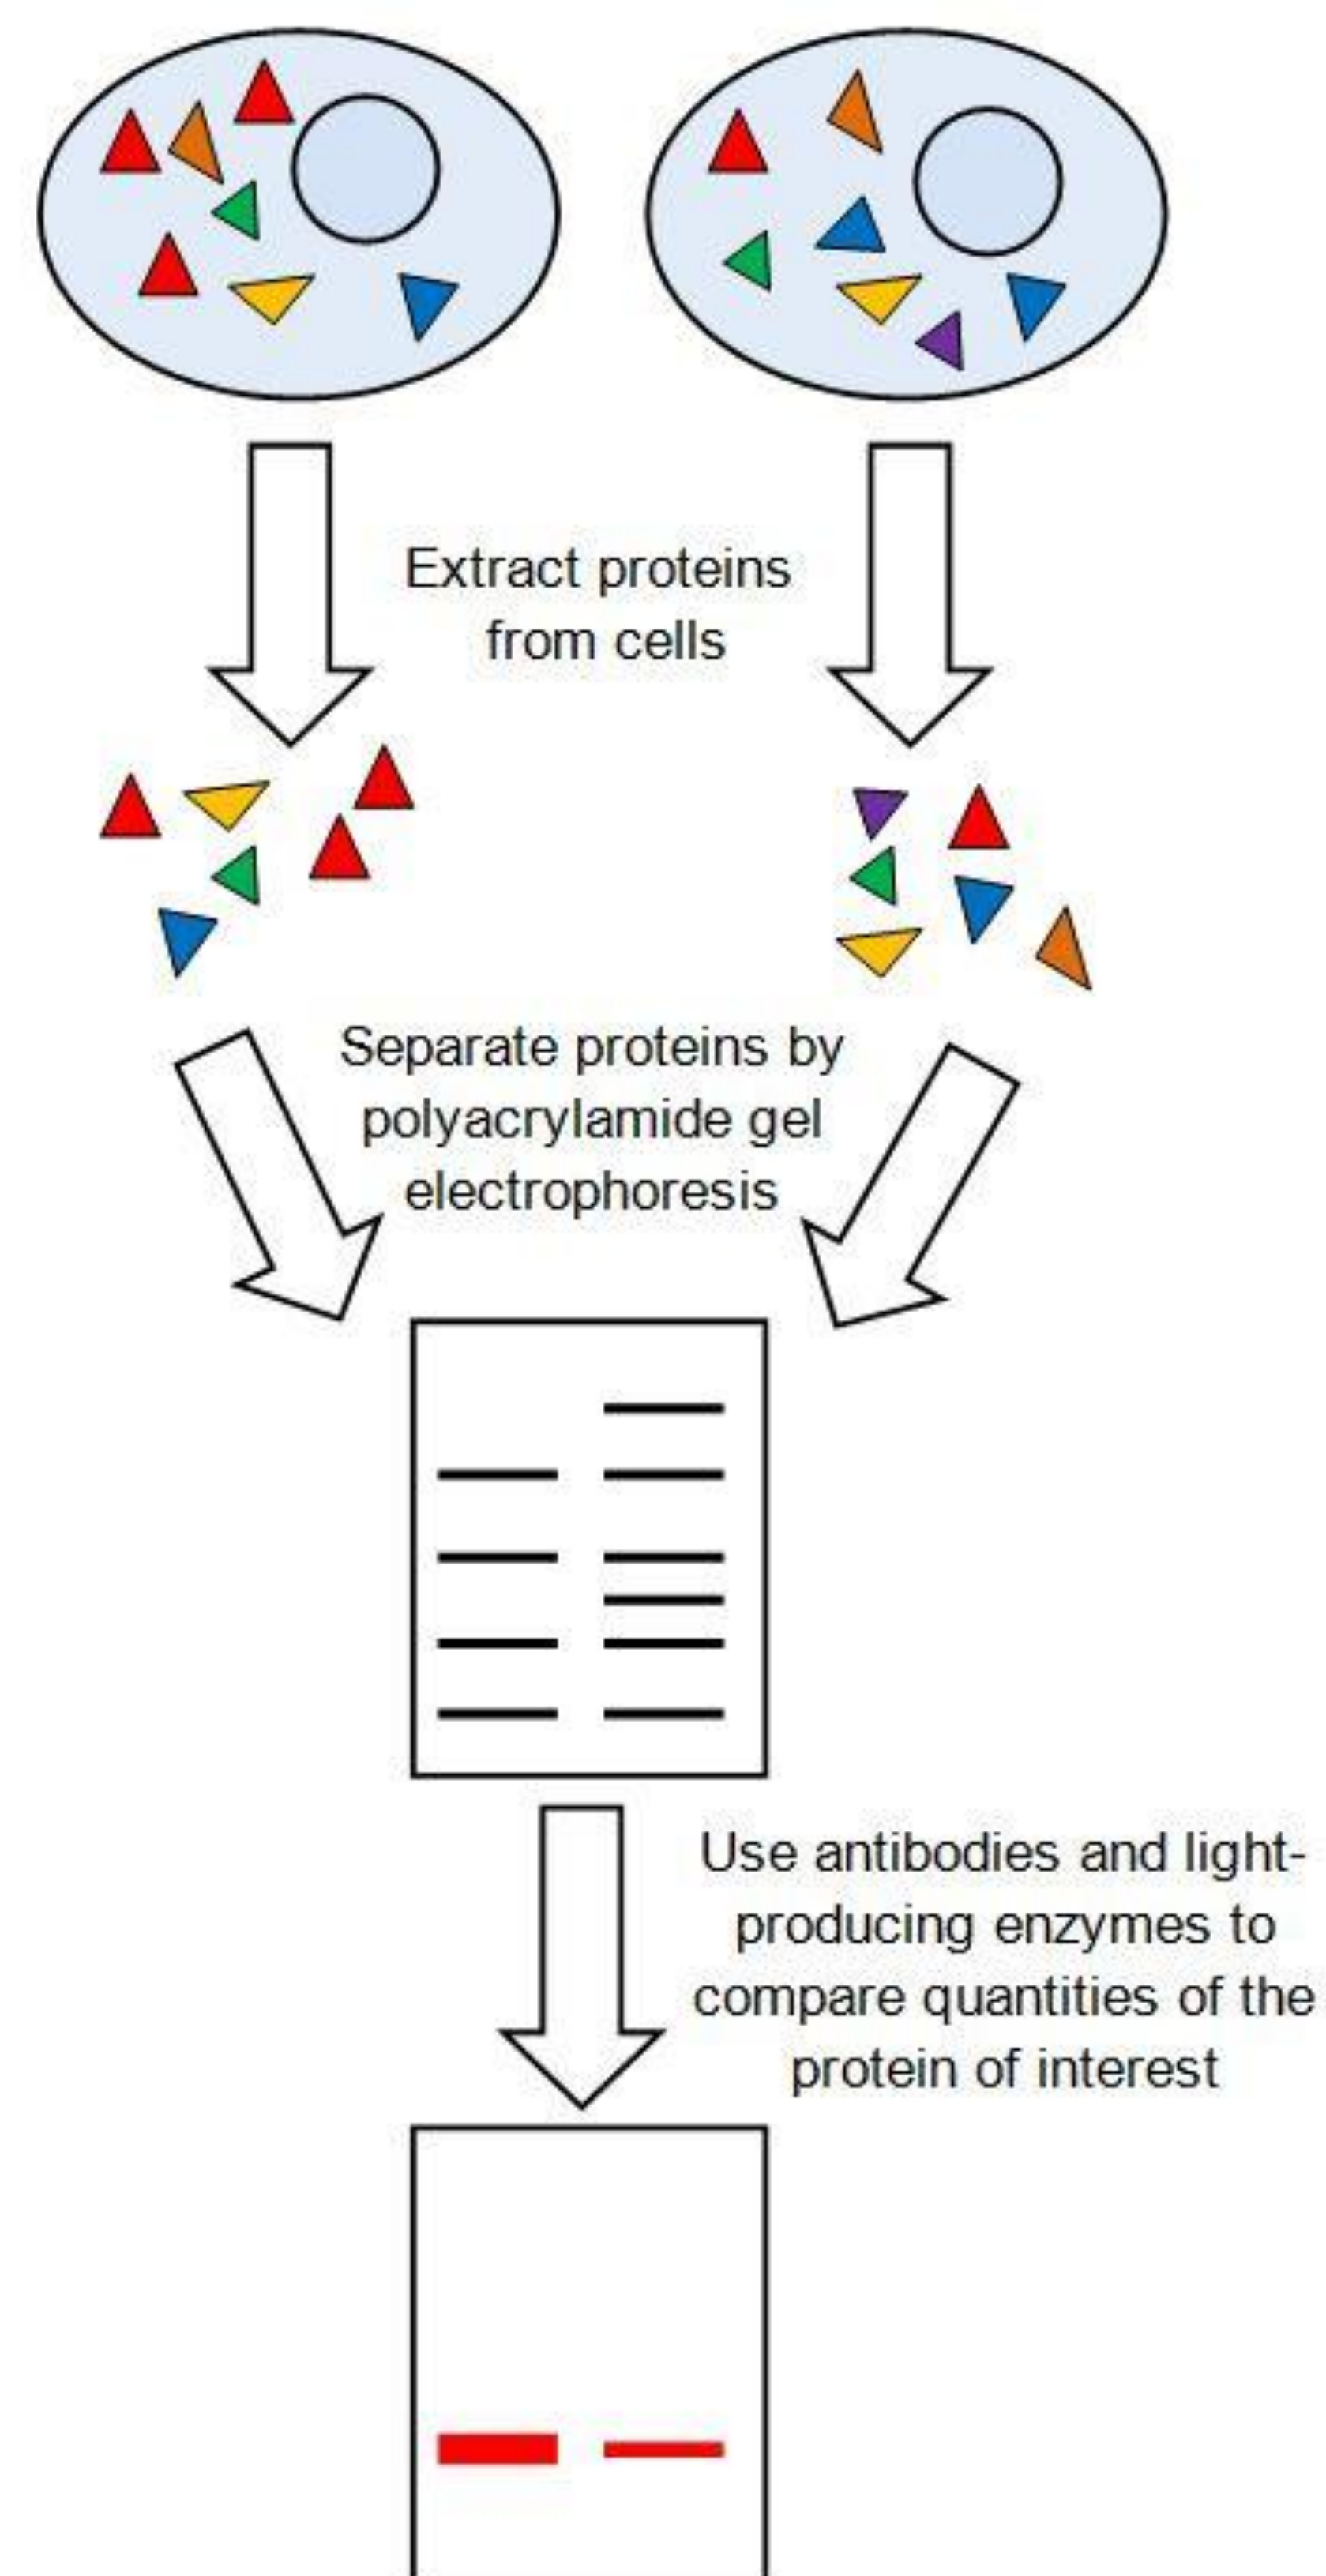 Extract proteins
from cells
Separate proteins by
polyacrylamide gel
electrophoresis
Use antibodies and light-
producing enzymes to
compare quantities of the
protein of interest